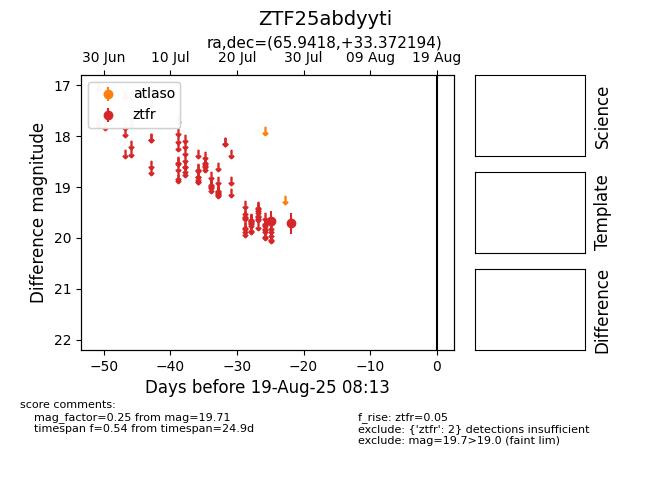 ZTF25abdyyti
ra,dec=(65.9418,+33.372194)
30 Jun 10 Jul 20 Jul 30 Jul 09 Aug 19 Aug
atlaso
ztfr
17
18
19
20
21
22
Difference magnitude
−50 −40 −30 −20 −10 0
Days before 19-Aug-25 08:13
Science
Template
Difference
score comments:
mag_factor=0.25 from mag=19.71
timespan f=0.54 from timespan=24.9d
f_rise: ztfr=0.05
exclude: {'ztfr': 2} detections insufficient
exclude: mag=19.7>19.0 (faint lim)